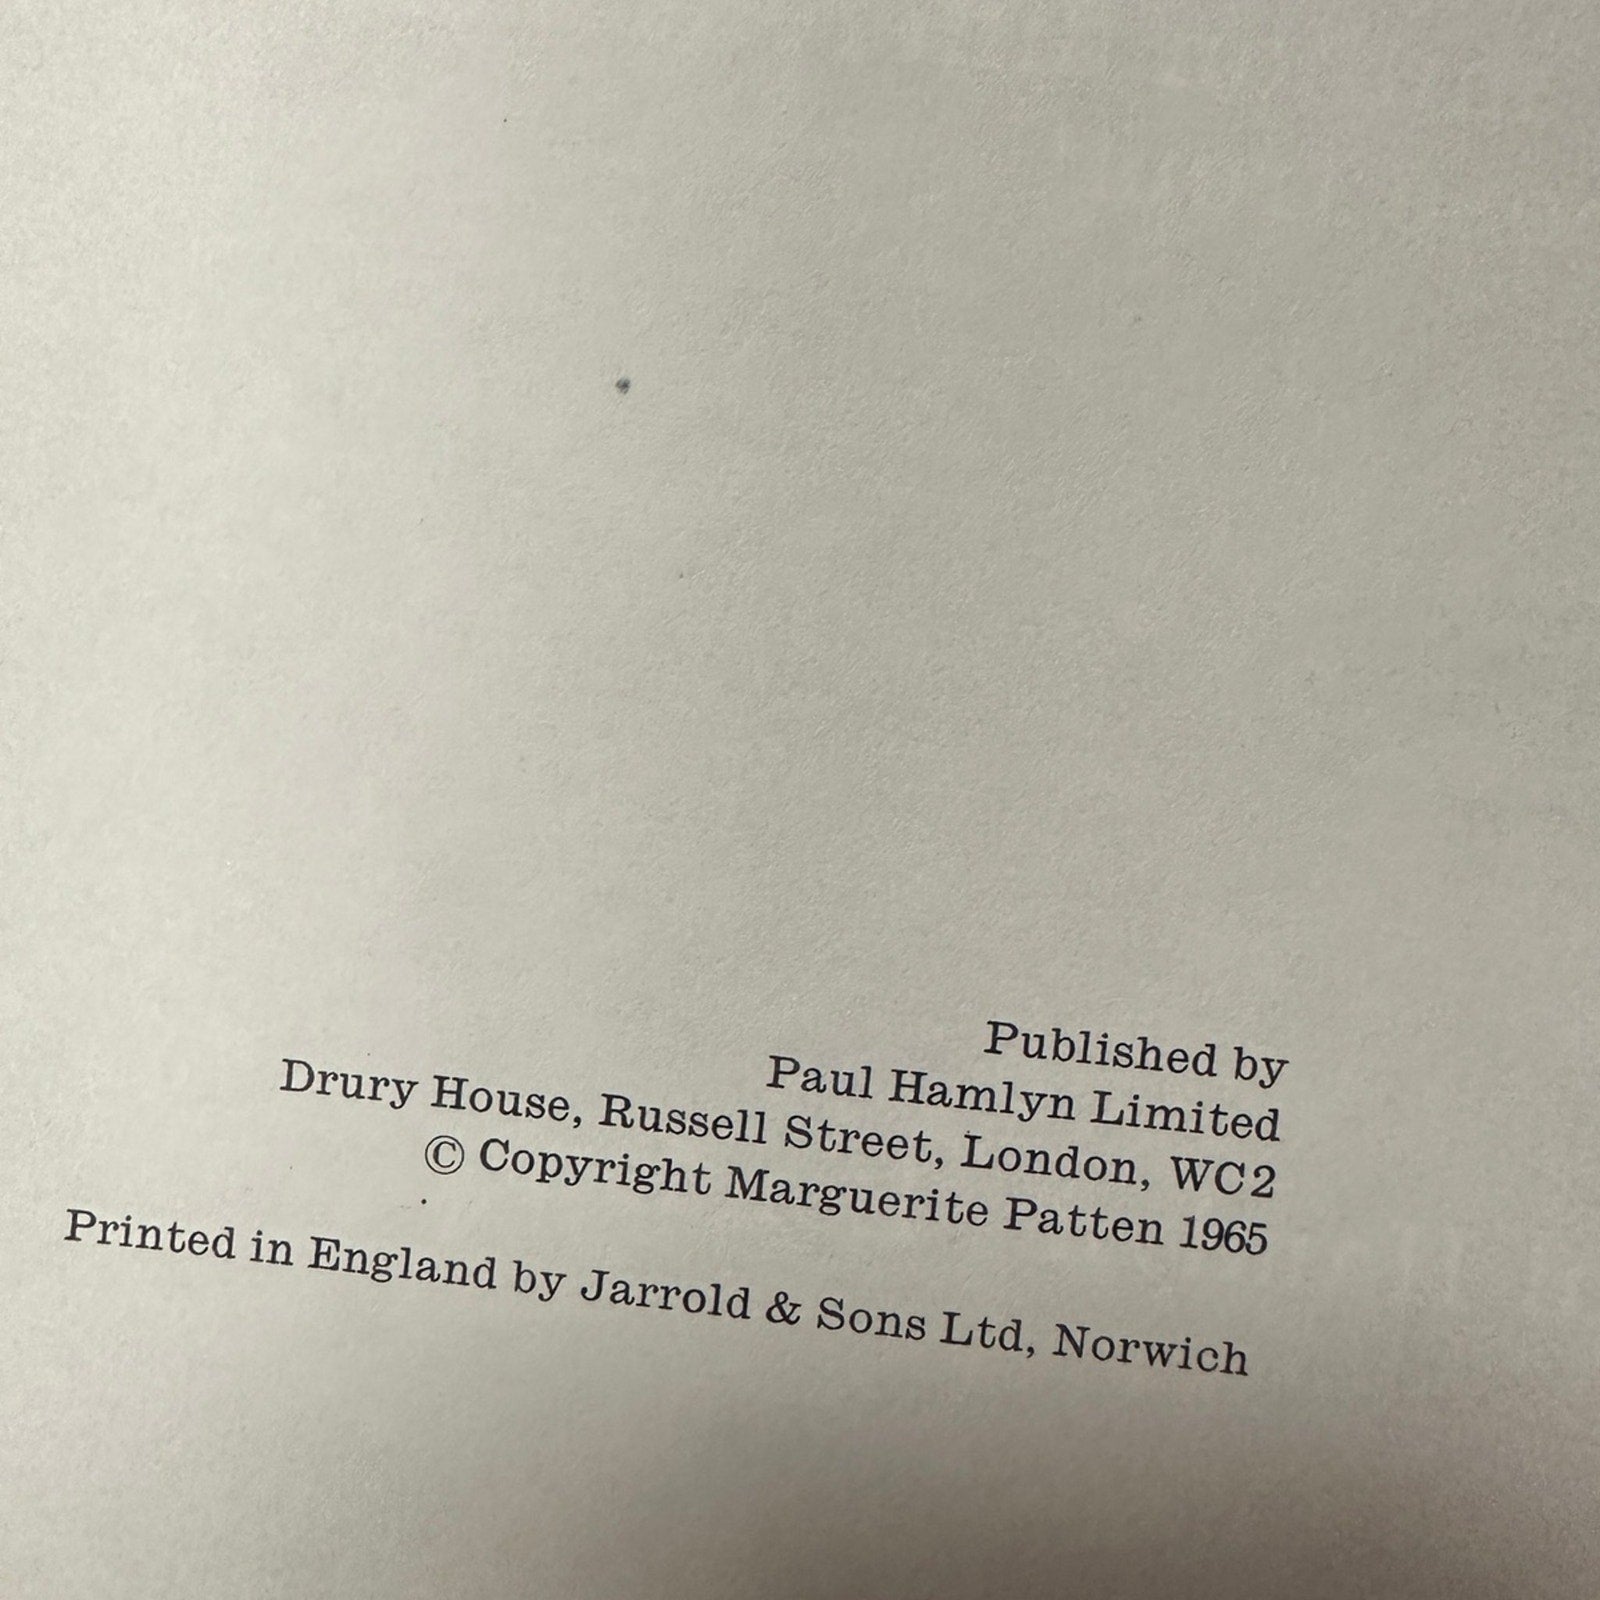 Published by
Paul Hamlyn Limited
Drury House, Russell Street, London, WC2
© Copyright Marguerite Patten 1965
Printed in England by Jarrold & Sons Ltd, Norwich